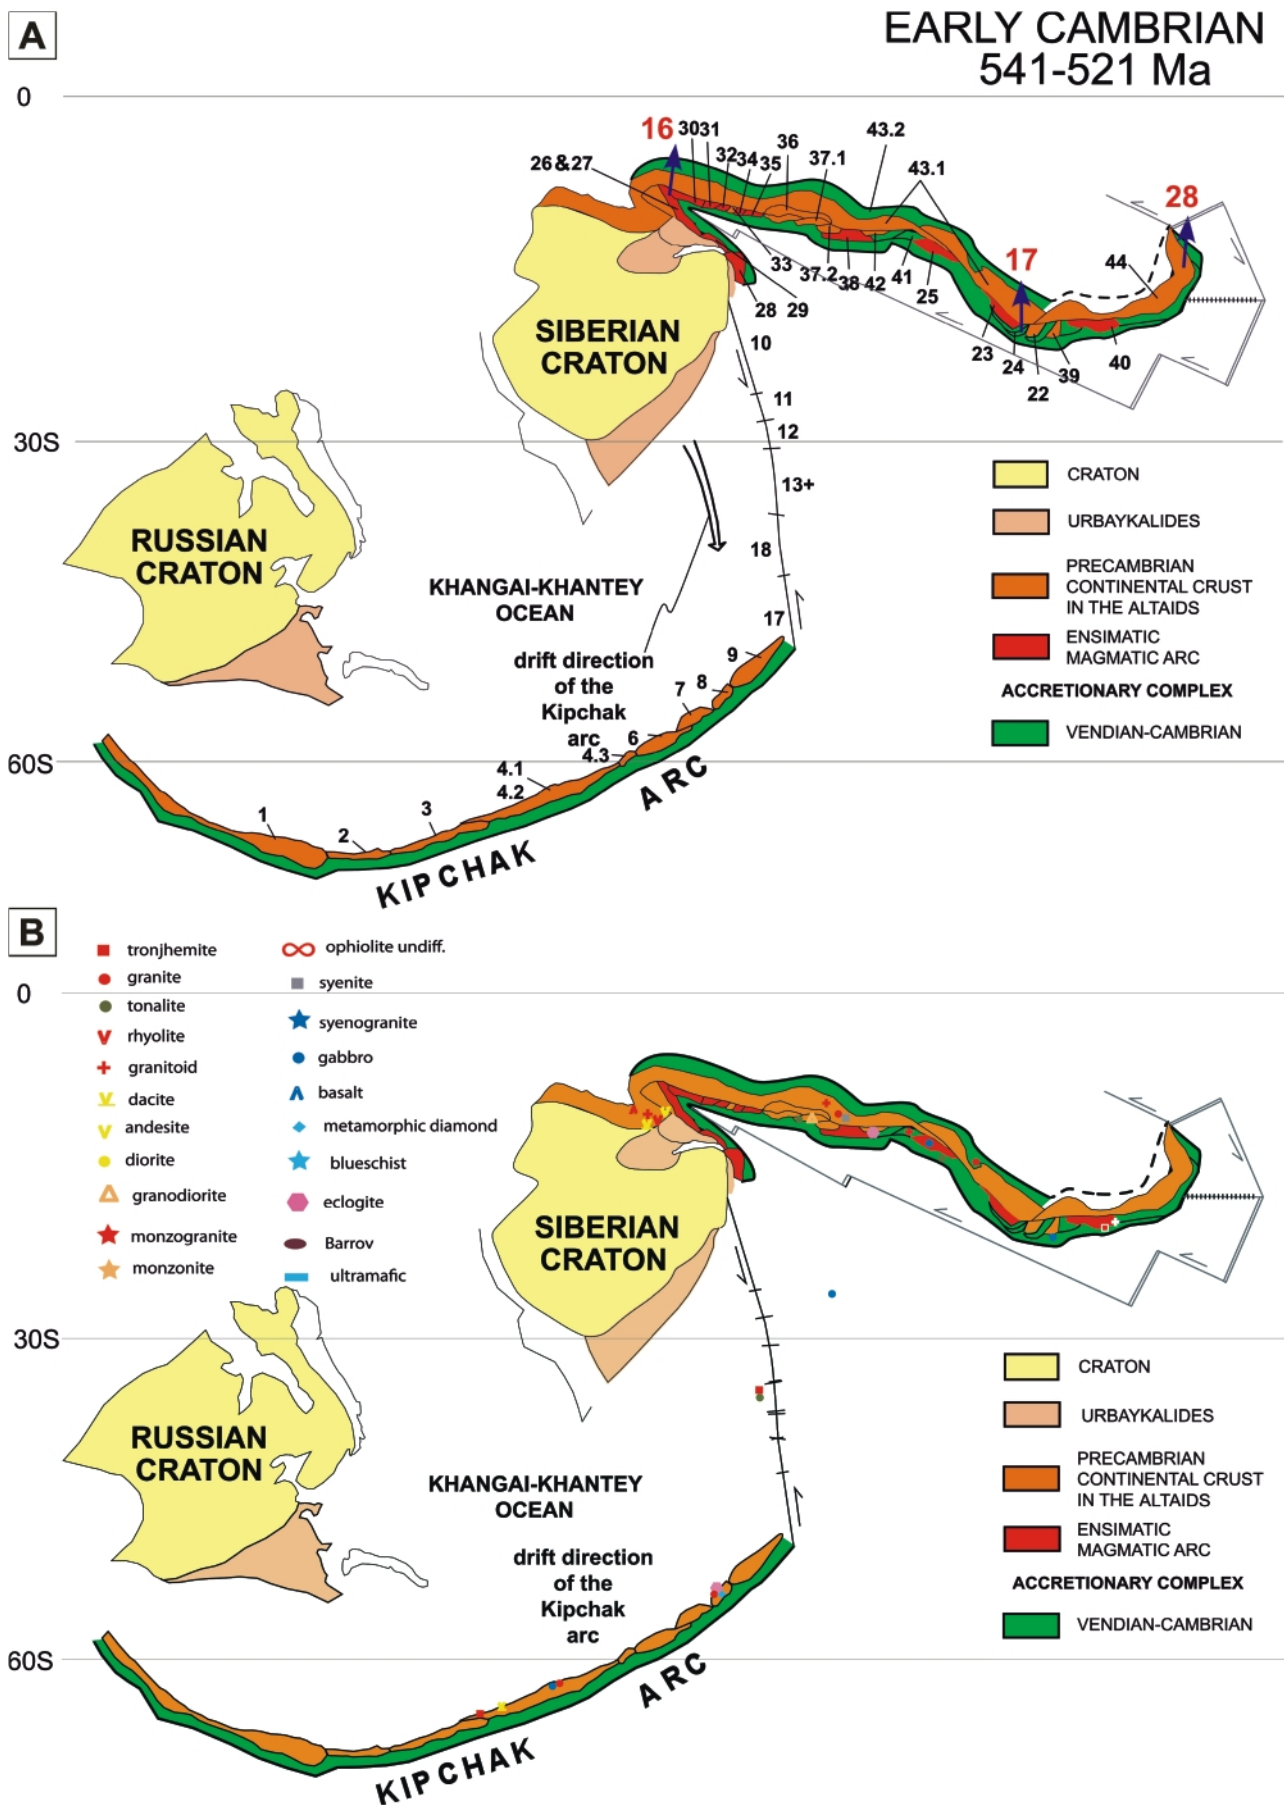 A
EARLY CAMBRIAN
541-521 Ma
0
16
30
31
32
34
35
36
37.1
43.2
43.1
26 & 27
28
17
44
33
37.2
38
42
41
25
28
29
23
24
22
39
40
SIBERIAN
CRATON
10
11
12
13+
18
17
30S
RUSSIAN
CRATON
KHANGAI-KHANTEY
OCEAN
drift direction
of the
Kipchak
arc
CRATON
URBAYKALIDES
PRECAMBRIAN
CONTINENTAL CRUST
IN THE ALTAIDS
ENSIMATIC
MAGMATIC ARC
ACCRETIONARY COMPLEX
VENDIAN-CAMBRIAN
9
8
7
6
4.3
60S
4.1
4.2
3
2
1
KIPCHAK ARC
B
tronjhemite
granite
tonalite
rhyolite
granitoid
dacite
andesite
diorite
granodiorite
monzogranite
monzonite
ophiolite undiff.
syenite
syenogranite
gabbro
basalt
metamorphic diamond
blueschist
eclogite
Barrov
ultramafic
0
SIBERIAN
CRATON
30S
RUSSIAN
CRATON
KHANGAI-KHANTEY
OCEAN
drift direction
of the
Kipchak
arc
CRATON
URBAYKALIDES
PRECAMBRIAN
CONTINENTAL CRUST
IN THE ALTAIDS
ENSIMATIC
MAGMATIC ARC
ACCRETIONARY COMPLEX
VENDIAN-CAMBRIAN
60S
KIPCHAK ARC